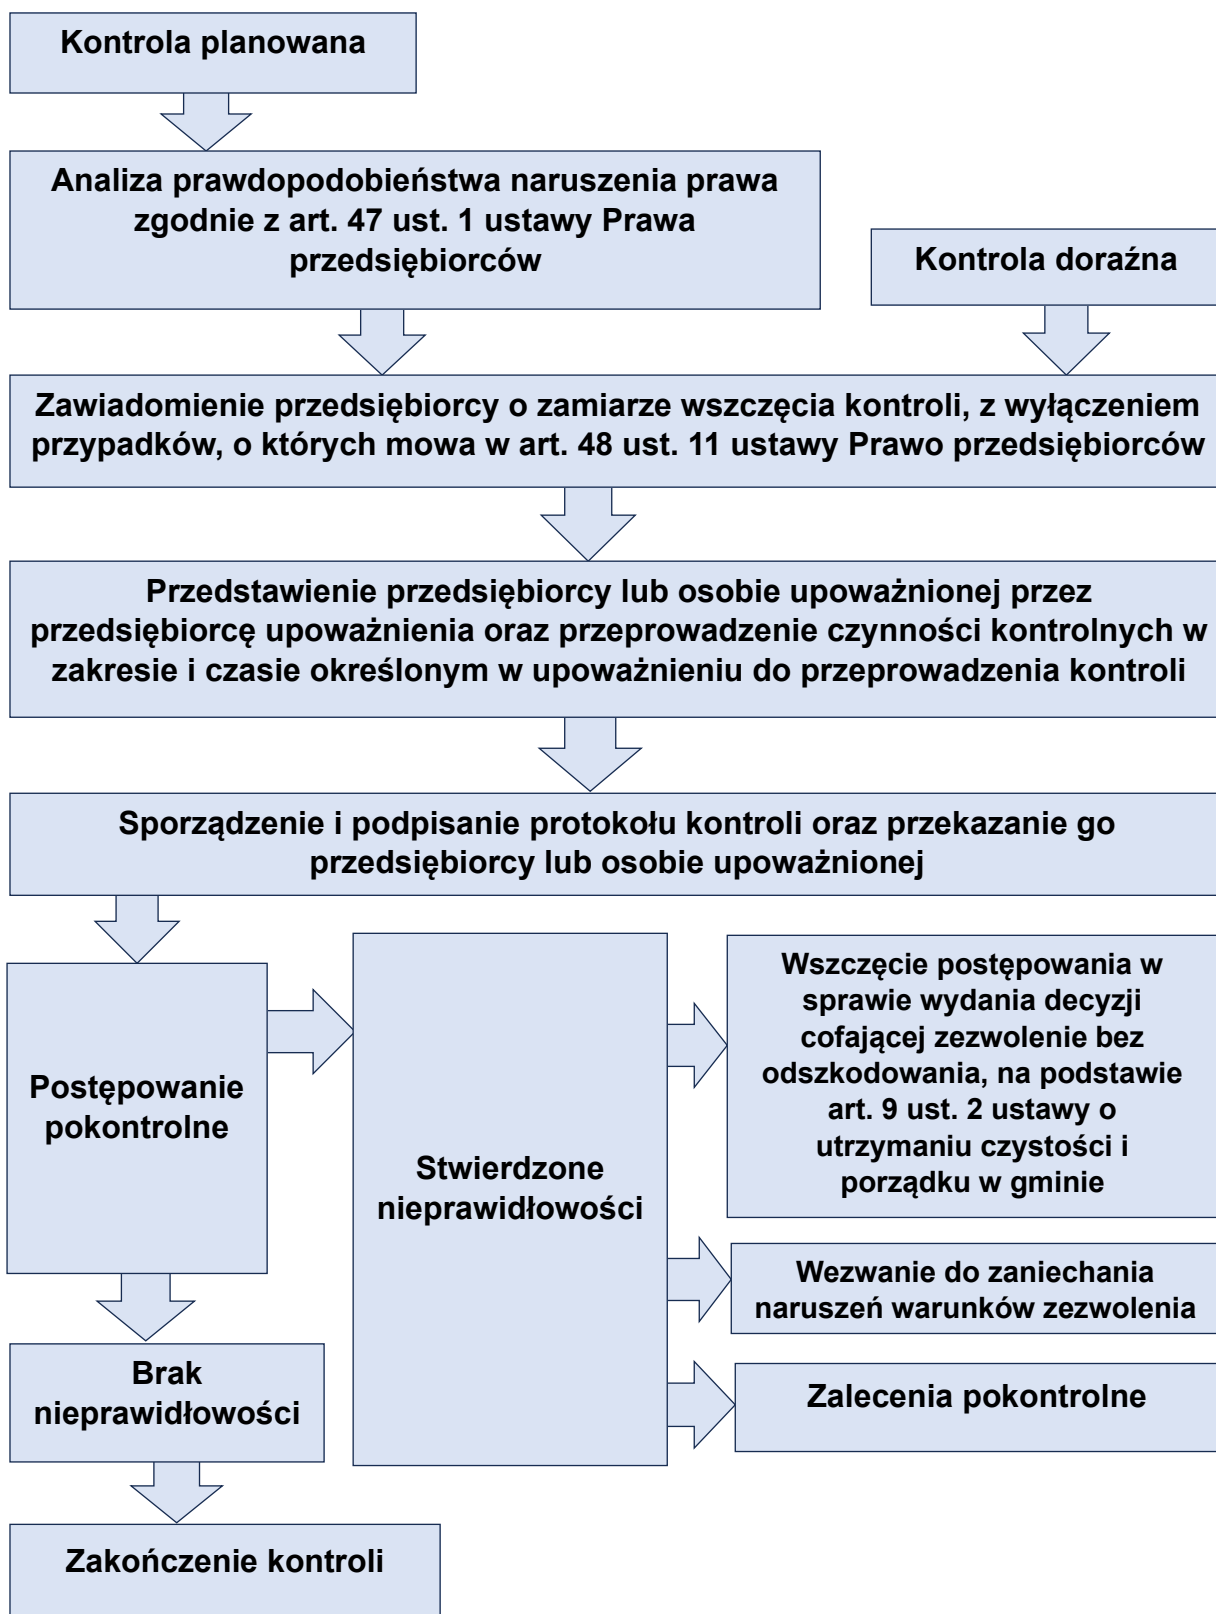 Kontrola planowana
Analiza prawdopodobieństwa naruszenia prawa
zgodnie z art. 47 ust. 1 ustawy Prawa
przedsiębiorców
Kontrola doraźna
Zawiadomienie przedsiębiorcy o zamiarze wszczęcia kontroli, z wyłączeniem
przypadków, o których mowa w art. 48 ust. 11 ustawy Prawo przedsiębiorców
Przedstawienie przedsiębiorcy lub osobie upoważnionej przez
przedsiębiorcę upoważnienia oraz przeprowadzenie czynności kontrolnych w
zakresie i czasie określonym w upoważnieniu do przeprowadzenia kontroli
Sporządzenie i podpisanie protokołu kontroli oraz przekazanie go
przedsiębiorcy lub osobie upoważnionej
Postępowanie
pokontrolne
Stwierdzone
nieprawidłowości
Wszczęcie postępowania w
sprawie wydania decyzji
cofającej zezwolenie bez
odszkodowania, na podstawie
art. 9 ust. 2 ustawy o
utrzymaniu czystości i
porządku w gminie
Wezwanie do zaniechania
naruszeń warunków zezwolenia
Zalecenia pokontrolne
Brak
nieprawidłowości
Zakończenie kontroli